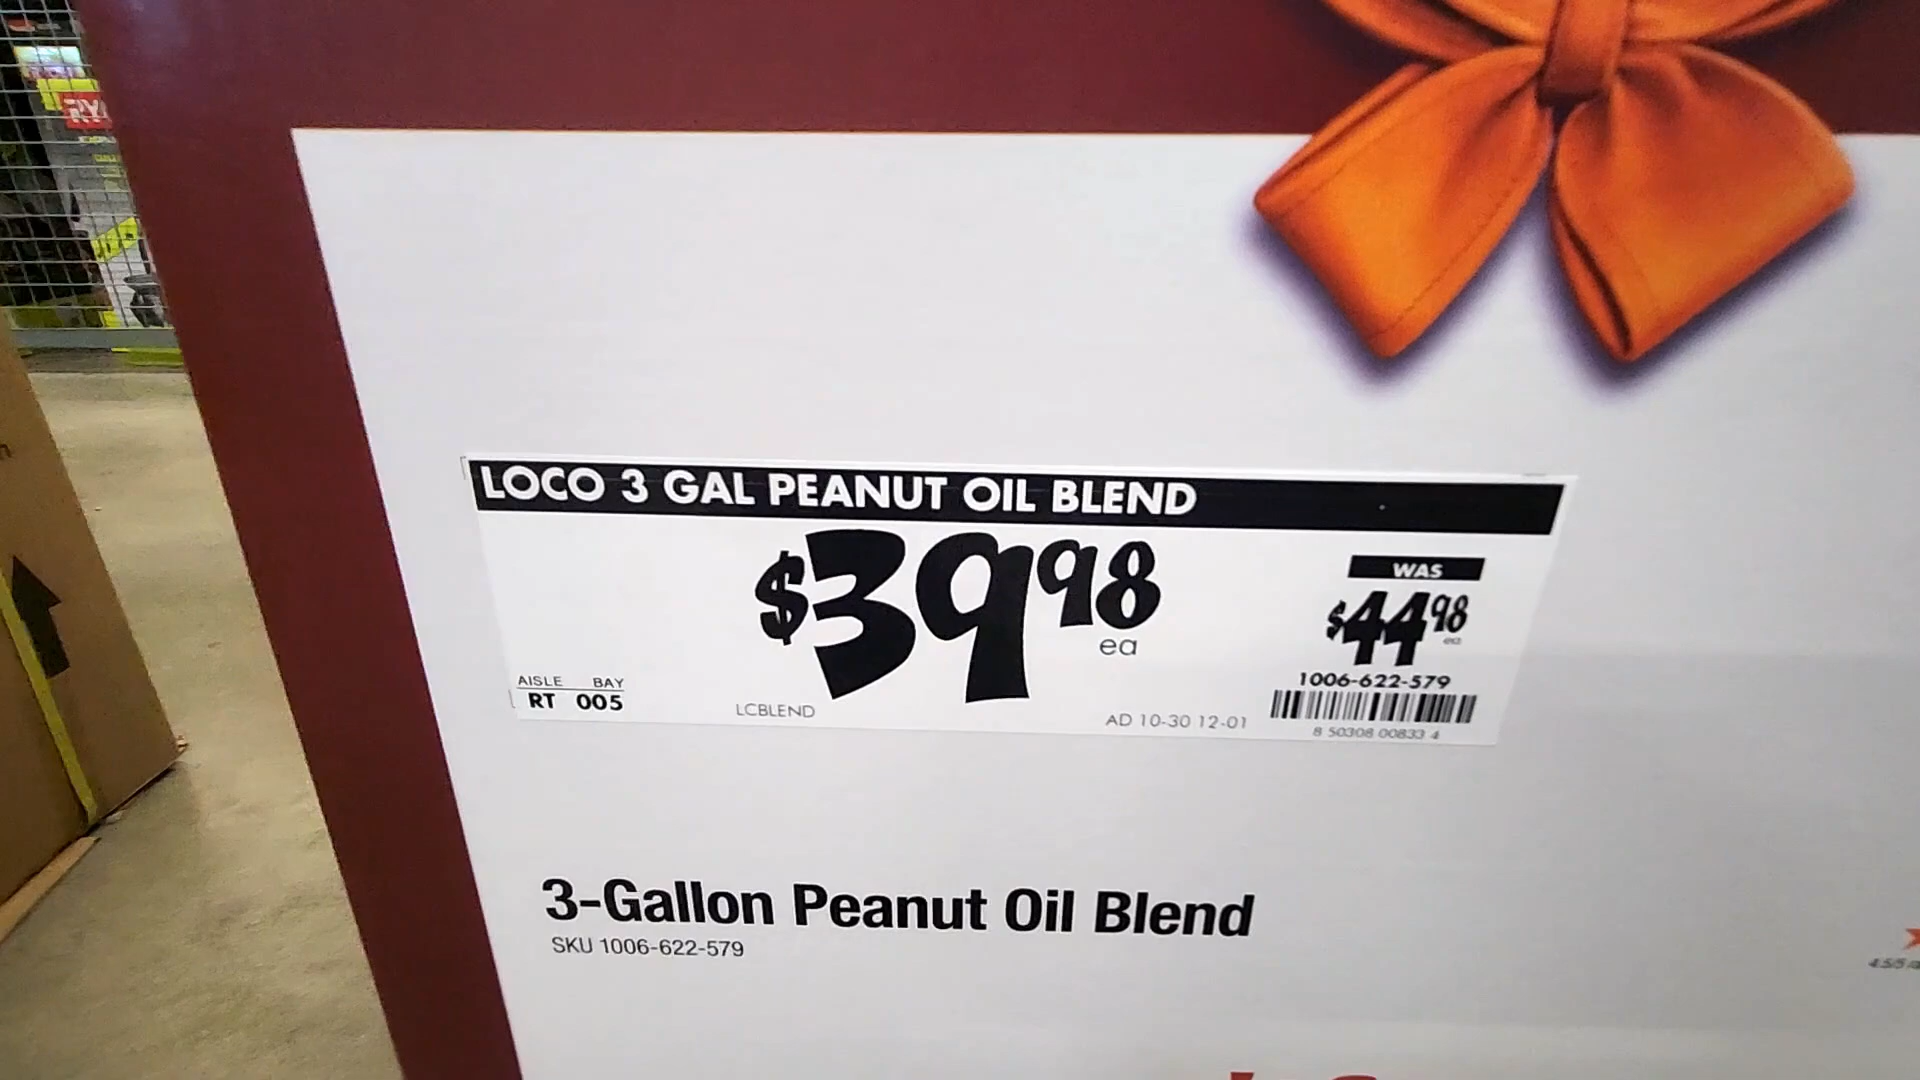 LOCO 3 GAL PEANUT OIL BLEND
$39 98
ea
WAS
$44 98
ea
1006-622-579
8 50308 00833 4
AISLE BAY
RT 005
LCBLEND
AD 10-30 12-01
3-Gallon Peanut Oil Blend
SKU 1006-622-579